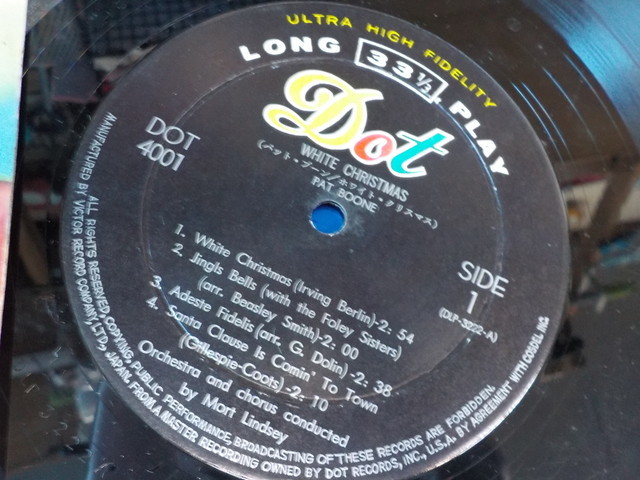 ULTRA HIGH FIDELITY
LONG 33⅓ PLAY
Dot
WHITE CHRISTMAS
(パット・ブーン/ホワイト・クリスマス)
PAT BOONE
DOT
4001
SIDE
1
(DLP-3222-A)
1. White Christmas (Irving Berlin)-2: 54
2. Jingls Bells (with the Foley Sisters)
(arr. Beasley Smith)-2: 00
3. Adeste Fidelis (arr. G. Dolin)-2: 38
4. Santa Clause Is Comin' To Town
(Gillespie-Coots)-2: 10
Orchestra and chorus conducted
by Mort Lindsey
ALL RIGHTS RESERVED, COPYING, PUBLIC PERFORMANCE, BROADCASTING OF THESE RECORDS ARE FORBIDDEN.
MANUFACTURED BY VICTOR RECORD COMPANY, LTD., JAPAN. FROM A MASTER RECORDING OWNED BY DOT RECORDS, INC, U.S.A. BY AGREEMENT WITH COGDEL INC